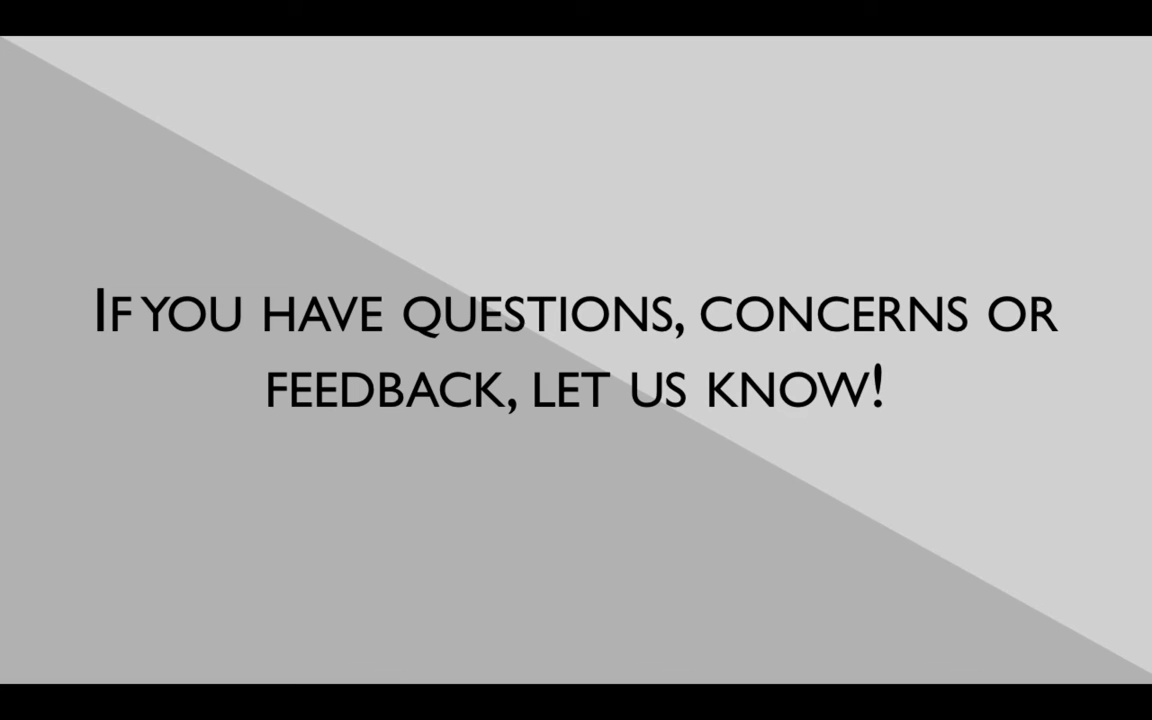 If you have questions, concerns or
feedback, let us know!